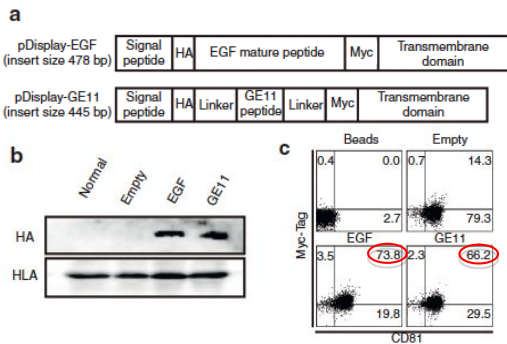 a
pDisplay-EGF
(insert size 478 bp)
Signal peptide
HA
EGF mature peptide
Myc
Transmembrane domain
pDisplay-GE11
(insert size 445 bp)
Signal peptide
HA
Linker
GE11 peptide
Linker
Myc
Transmembrane domain
b
Normal
Empty
EGF
GE11
HA
HLA
c
Beads
Empty
0.4
0.0
0.7
14.3
2.7
79.3
EGF
GE11
3.5
73.8
2.3
66.2
19.8
29.5
Myc-Tag
CD81